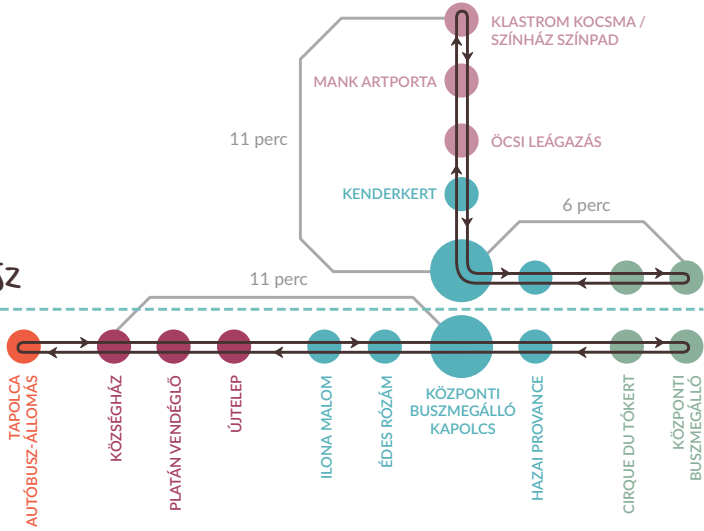 KLASTROM KOCSMA /
SZÍNHÁZ SZÍNPAD
MANK ARTPORTA
11 perc
ÖCSI LEÁGAZÁS
KENDERKERT
6 perc
11 perc
TAPOLCA
AUTÓBUSZ-ÁLLOMÁS
KÖZSÉGHÁZ
PLATÁN VENDÉGLŐ
ÚJTELEP
ILONA MALOM
ÉDES RÓZÁM
KÖZPONTI
BUSZMEGÁLLÓ
KAPOLCS
HAZAI PROVANCE
CIRQUE DU TÓKERT
KÖZPONTI
BUSZMEGÁLLÓ